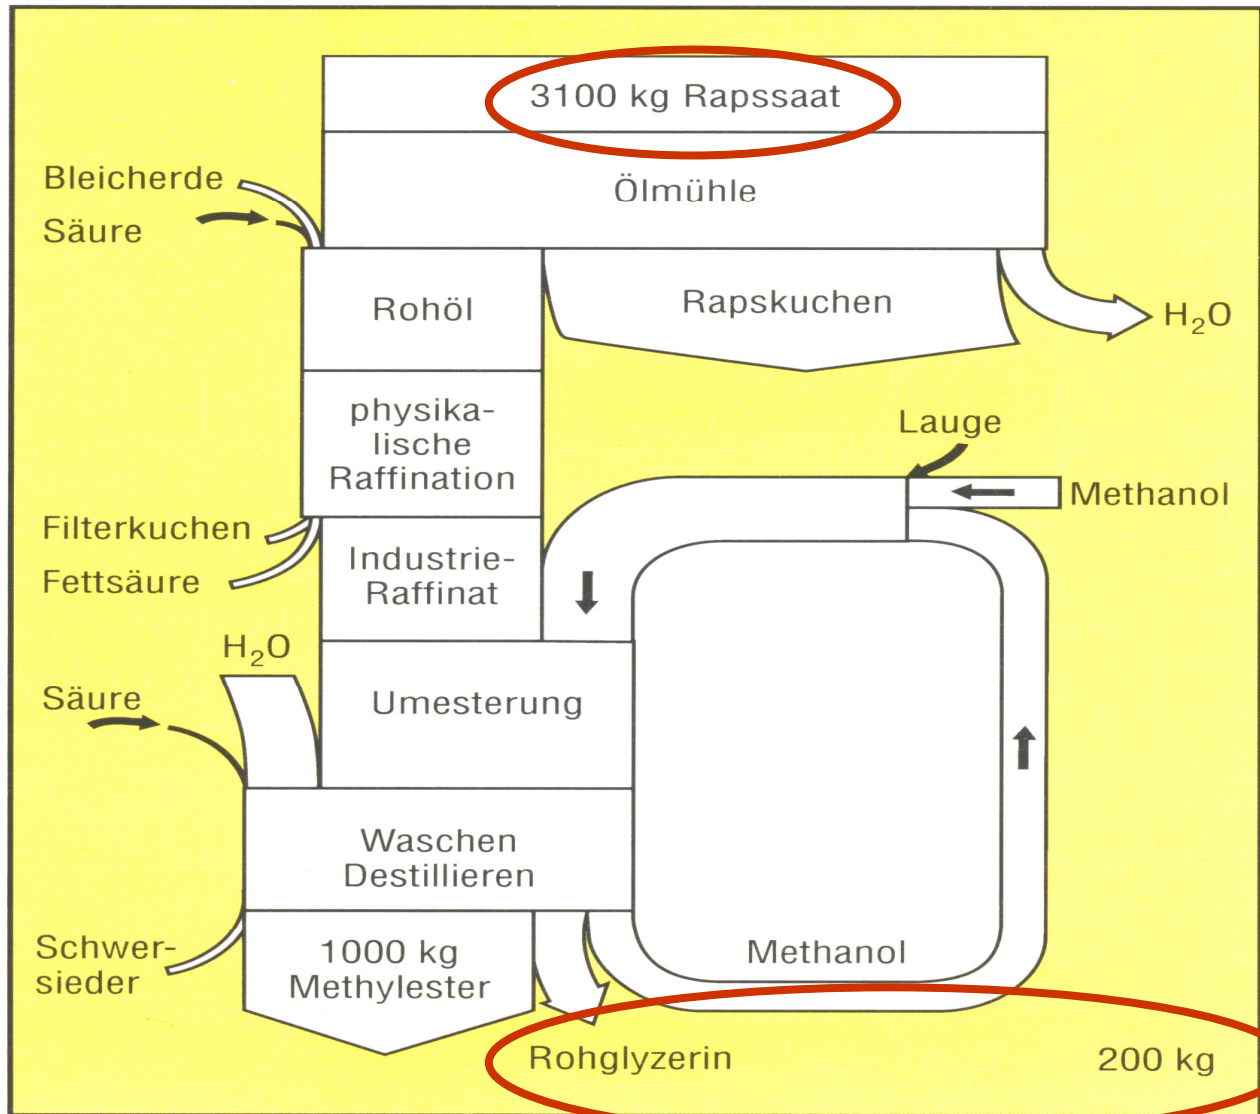 3100 kg Rapssaat
Ölmühle
Bleicherde
Säure
Rohöl
Rapskuchen
H₂O
physika-
lische
Raffination
Lauge
Methanol
Filterkuchen
Fettsäure
Industrie-
Raffinat
H₂O
Säure
Umesterung
Waschen
Destillieren
Schwer-
sieder
1000 kg
Methylester
Methanol
Rohglyzerin 200 kg